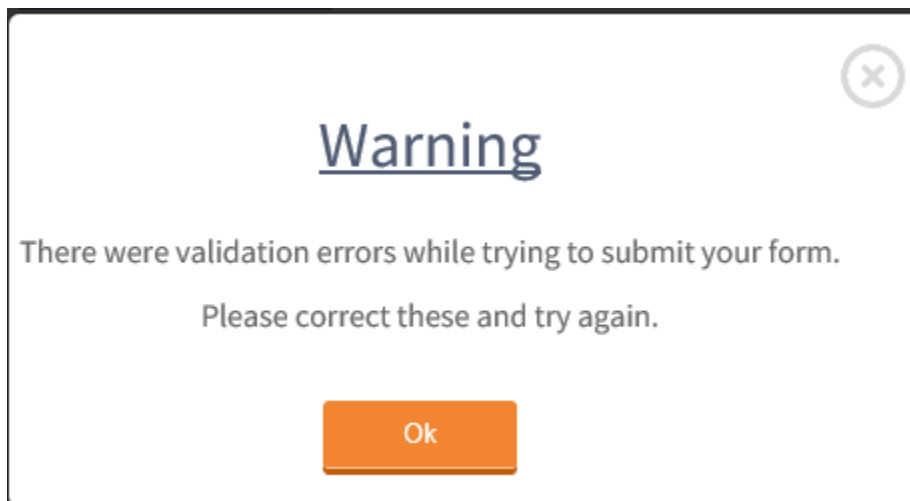 Warning
There were validation errors while trying to submit your form.
Please correct these and try again.
Ok